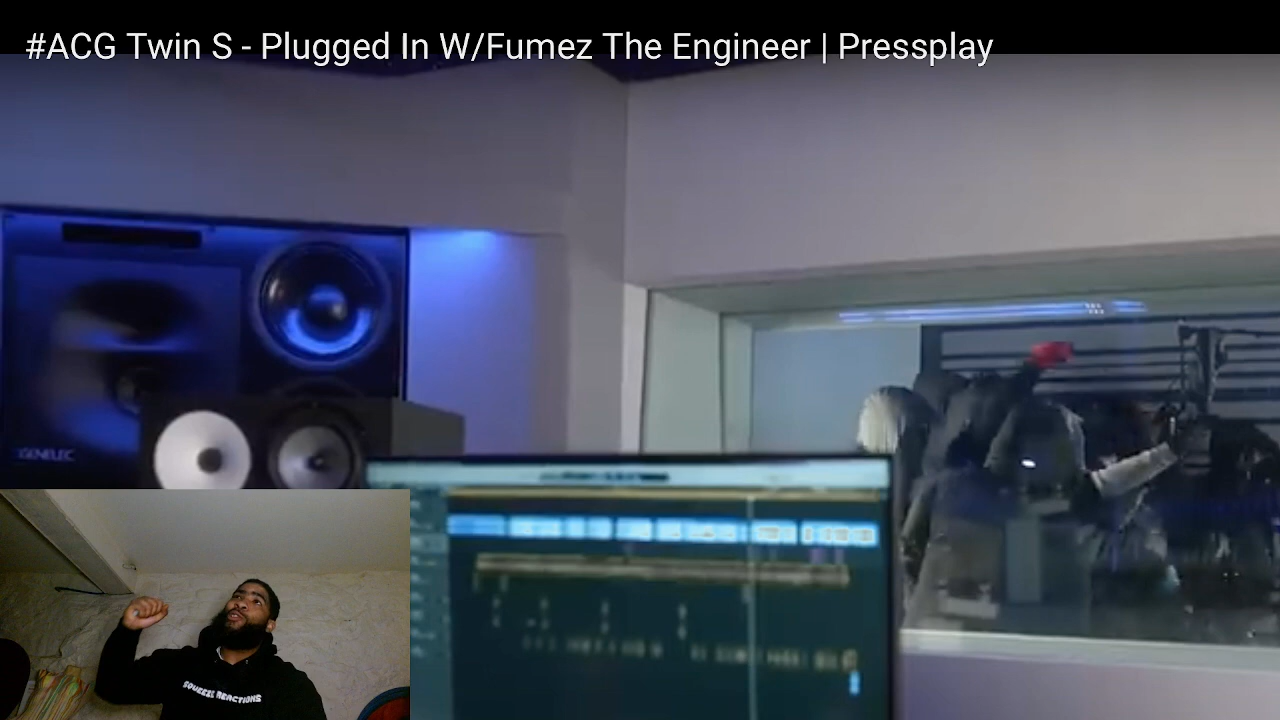 #ACG Twin S - Plugged In W/Fumez The Engineer | Pressplay
GENELEC
SQUEEZE REACTIONS